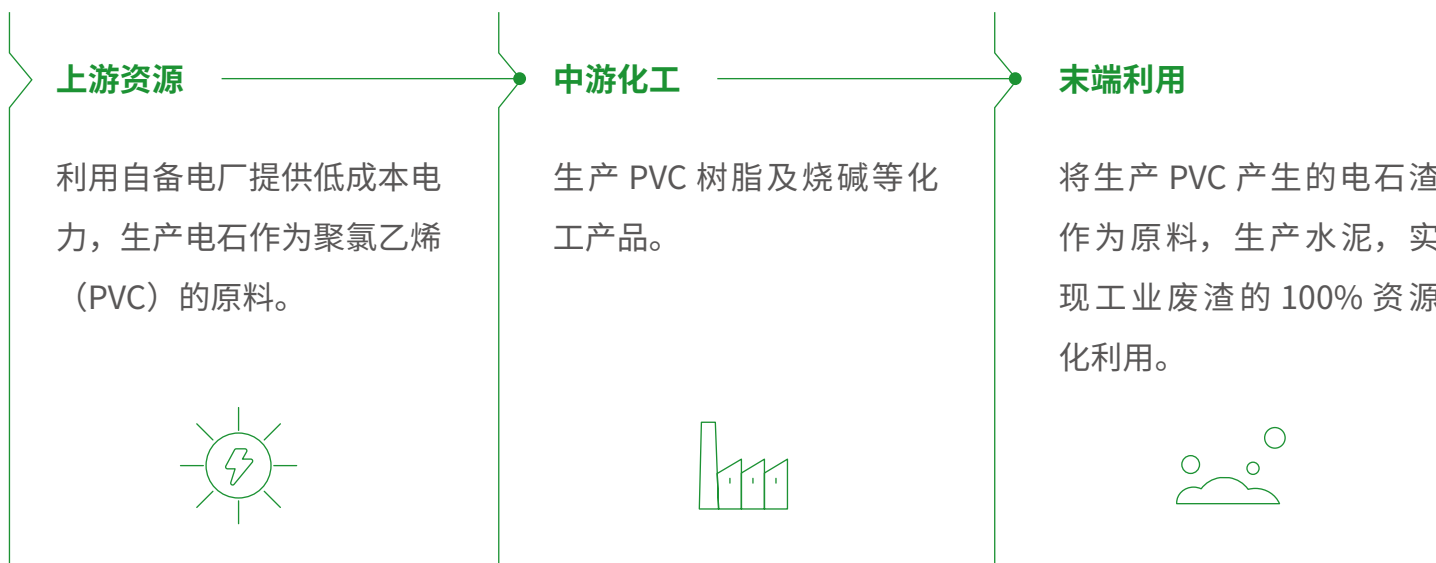 上游资源
利用自备电厂提供低成本电
力，生产电石作为聚氯乙烯
（PVC）的原料。
中游化工
生产 PVC 树脂及烧碱等化
工产品。
末端利用
将生产 PVC 产生的电石渣
作为原料，生产水泥，实
现工业废渣的 100% 资源
化利用。